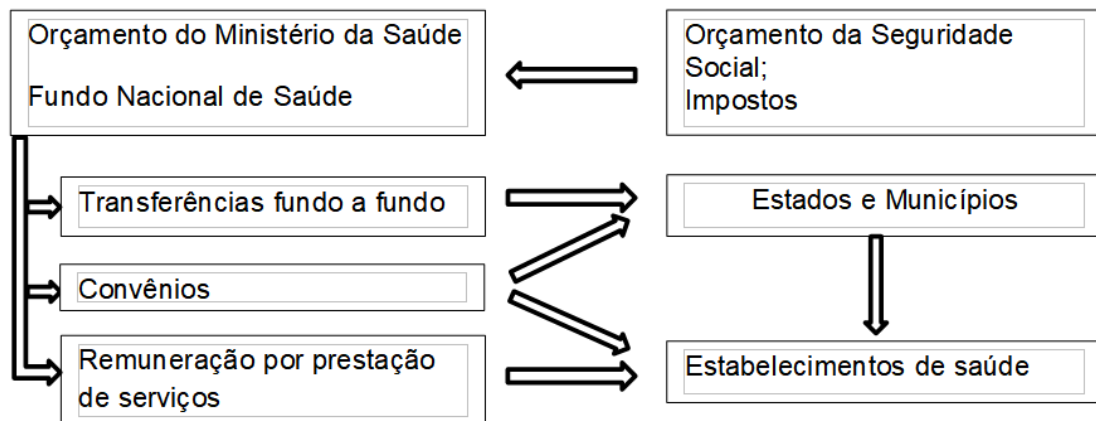 Orçamento do Ministério da Saúde
Fundo Nacional de Saúde
Orçamento da Seguridade
Social;
Impostos
Transferências fundo a fundo
Estados e Municípios
Convênios
Remuneração por prestação
de serviços
Estabelecimentos de saúde